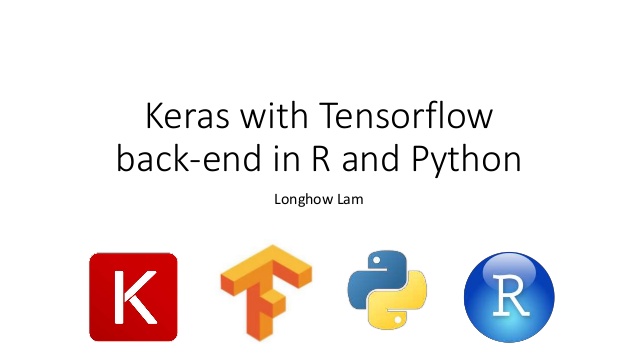 Keras with Tensorflow
back-end in R and Python
Longhow Lam
K
R